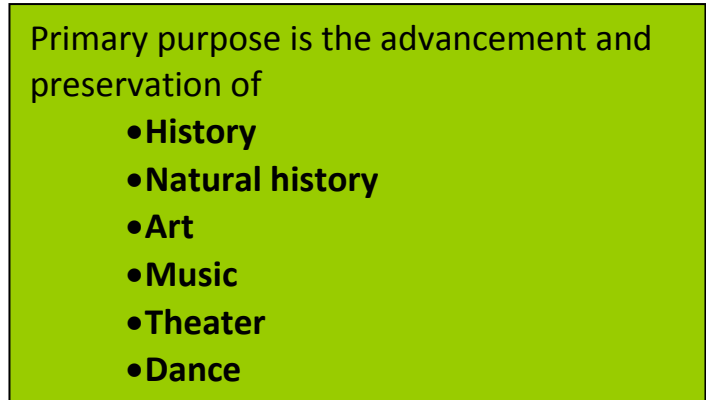 Primary purpose is the advancement and
preservation of
•History
•Natural history
•Art
•Music
•Theater
•Dance